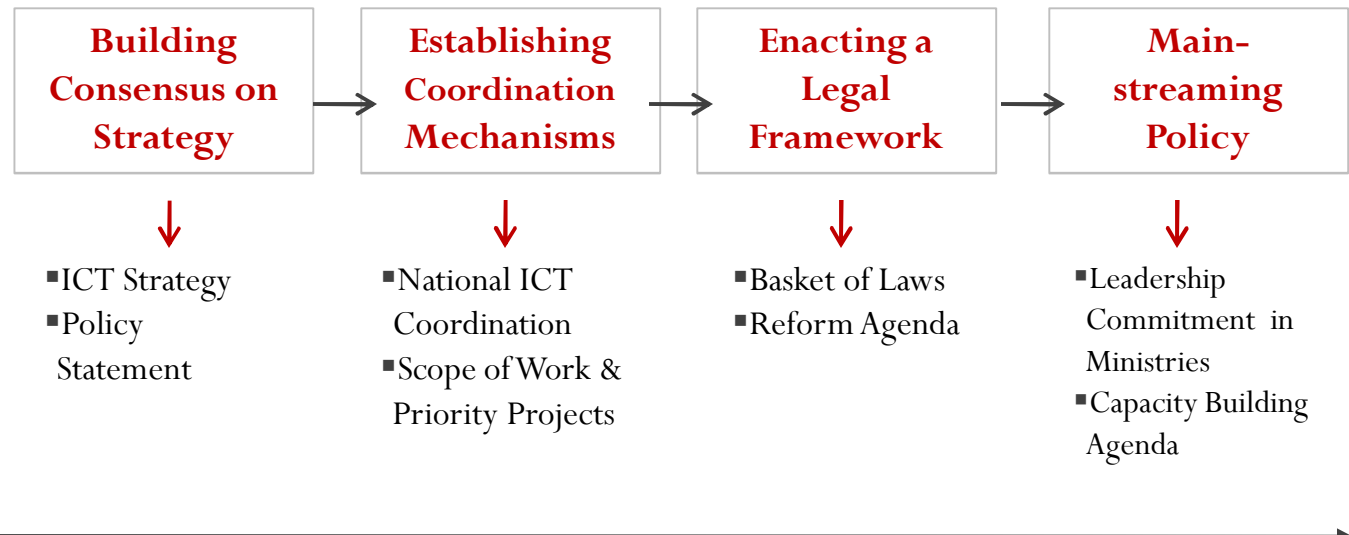 Building
Consensus on
Strategy
Establishing
Coordination
Mechanisms
Enacting a
Legal
Framework
Main-
streaming
Policy
▪ICT Strategy
▪Policy
Statement
▪National ICT
Coordination
▪Scope of Work &
Priority Projects
▪Basket of Laws
▪Reform Agenda
▪Leadership
Commitment in
Ministries
▪Capacity Building
Agenda